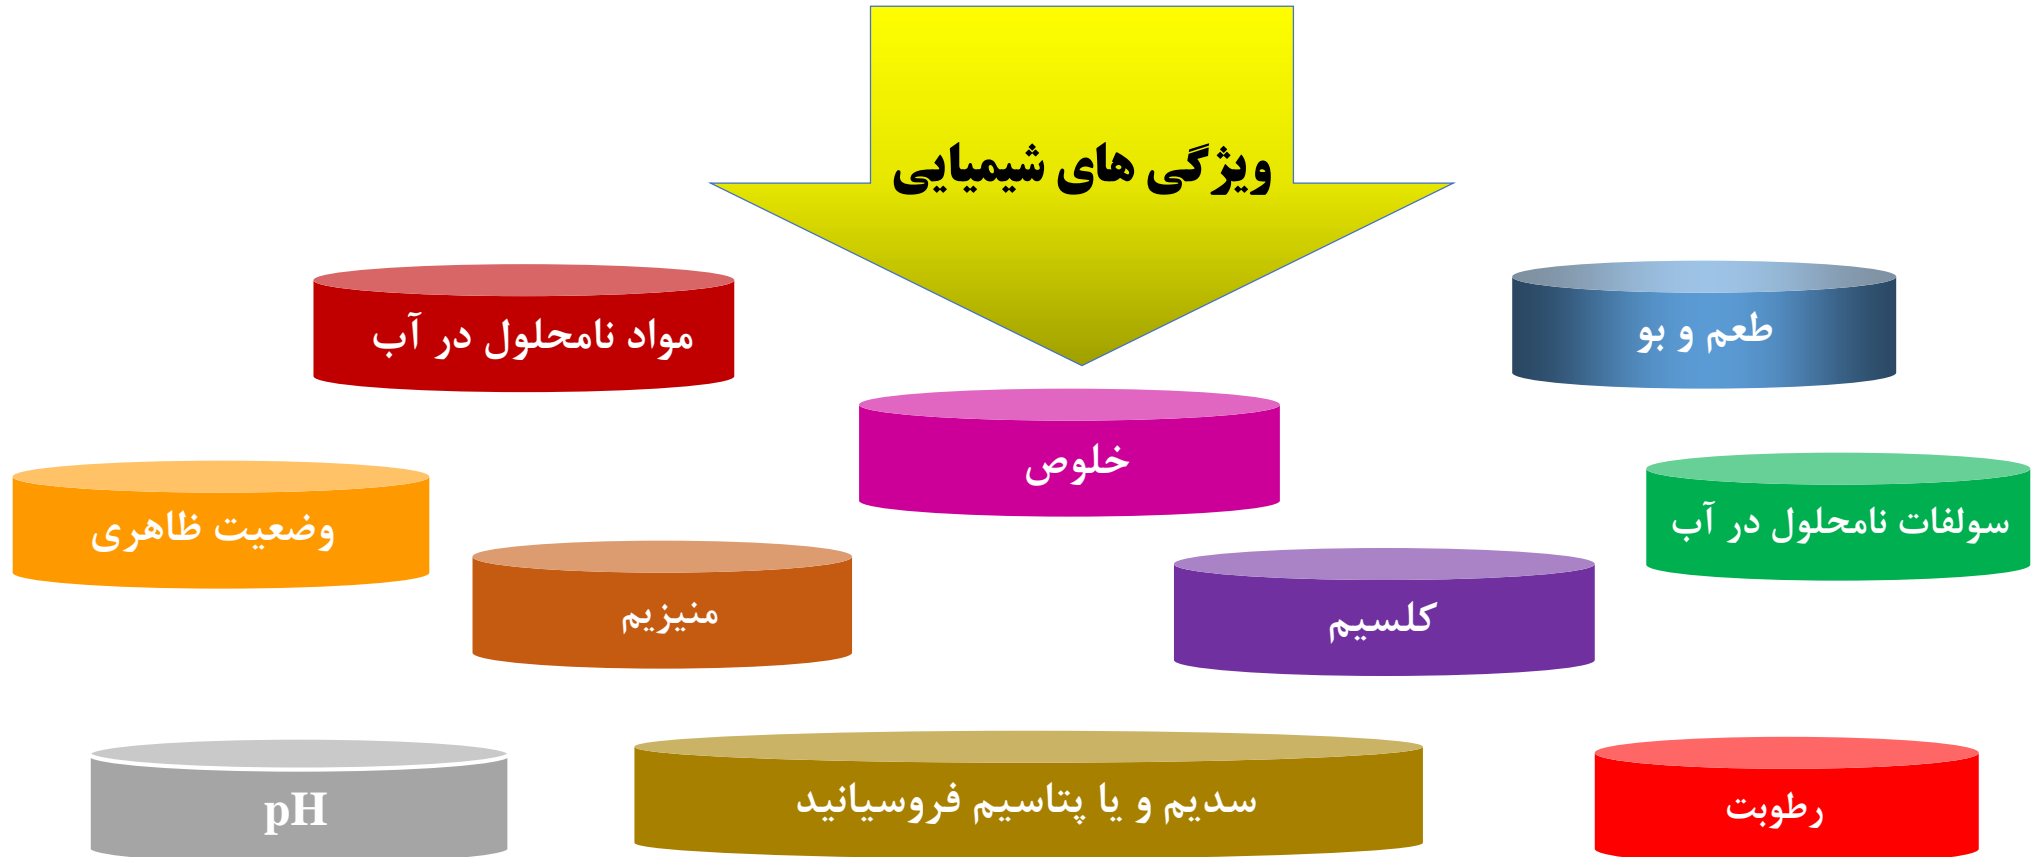 ویژگی های شیمیایی
طعم و بو
مواد نامحلول در آب
خلوص
سولفات نامحلول در آب
وضعیت ظاهری
کلسیم
منیزیم
رطوبت
سدیم و یا پتاسیم فروسیانید
pH